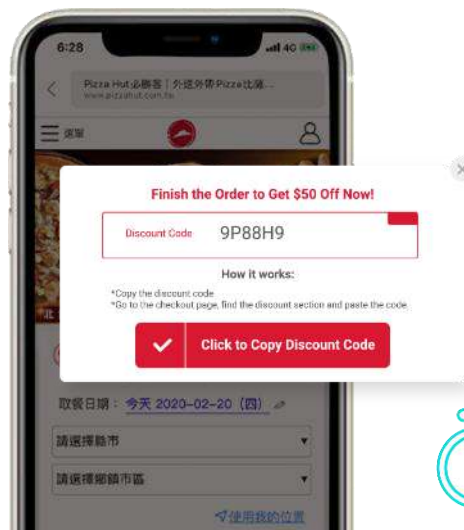 6:28
4G
Pizza Hut必勝客｜外送外帶Pizza比薩...
www.pizzahut.com.tw
選單
Finish the Order to Get $50 Off Now!
Discount Code 9P88H9
How it works:
*Copy the discount code
*Go to the checkout page, find the discount section and paste the code.
Click to Copy Discount Code
取餐日期： 今天 2020-02-20 (四)
請選擇縣市
請選擇鄉鎮市區
使用我的位置